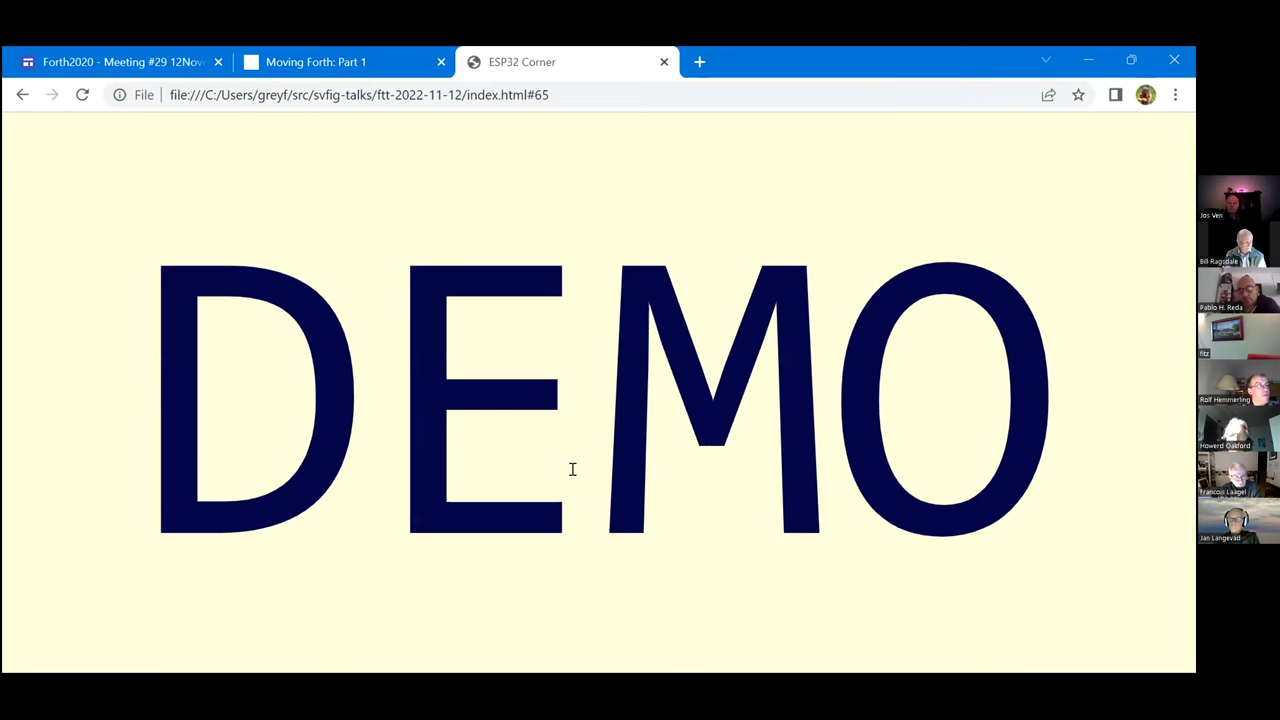 Forth2020 - Meeting #29 12Nov
Moving Forth: Part 1
ESP32 Corner
File
file:///C:/Users/greyf/src/svfig-talks/ftt-2022-11-12/index.html#65
DEMO
Jos Ven
Bill Ragsdale
Pablo H. Reda
fitz
Rolf Hemmerling
Howerd Oakford
Francois Laagel
Jan Langevad